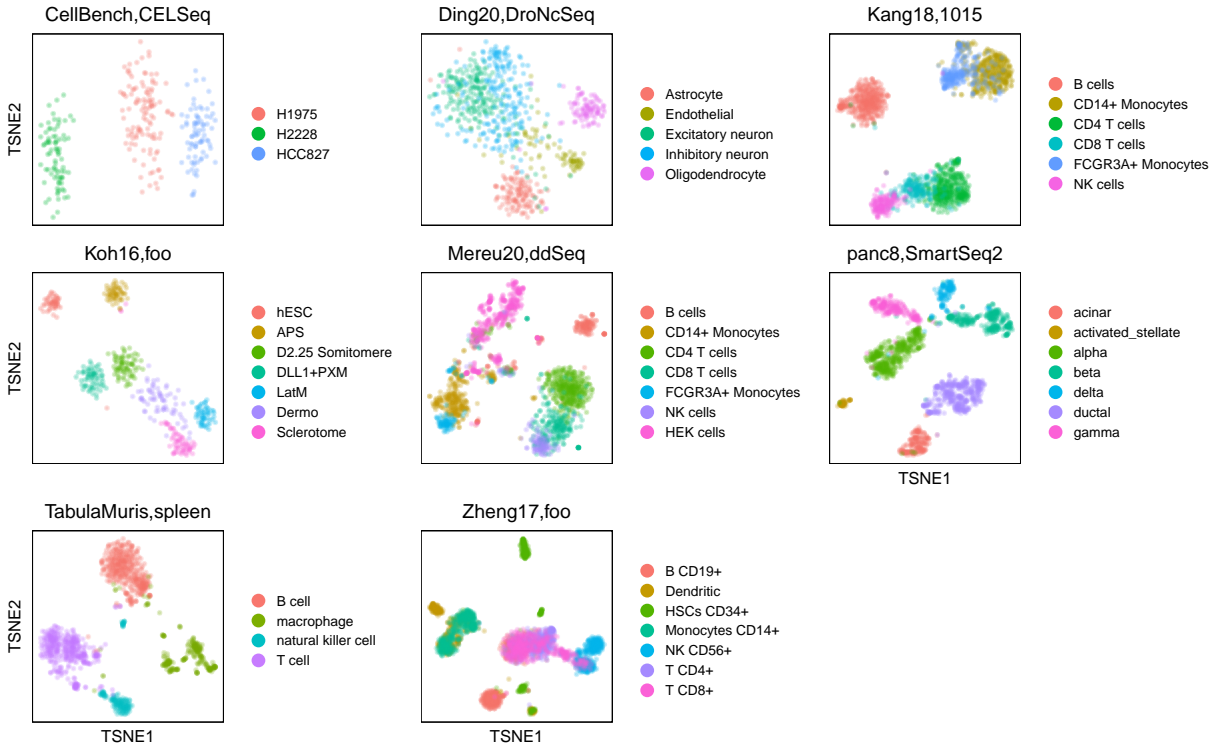 CellBench,CELSeq
TSNE2
H1975
H2228
HCC827
Ding20,DroNcSeq
Astrocyte
Endothelial
Excitatory neuron
Inhibitory neuron
Oligodendrocyte
Kang18,1015
B cells
CD14+ Monocytes
CD4 T cells
CD8 T cells
FCGR3A+ Monocytes
NK cells
Koh16,foo
TSNE2
hESC
APS
D2.25 Somitomere
DLL1+PXM
LatM
Dermo
Sclerotome
Mereu20,ddSeq
B cells
CD14+ Monocytes
CD4 T cells
CD8 T cells
FCGR3A+ Monocytes
NK cells
HEK cells
panc8,SmartSeq2
acinar
activated_stellate
alpha
beta
delta
ductal
gamma
TSNE1
TabulaMuris,spleen
TSNE2
B cell
macrophage
natural killer cell
T cell
TSNE1
Zheng17,foo
B CD19+
Dendritic
HSCs CD34+
Monocytes CD14+
NK CD56+
T CD4+
T CD8+
TSNE1